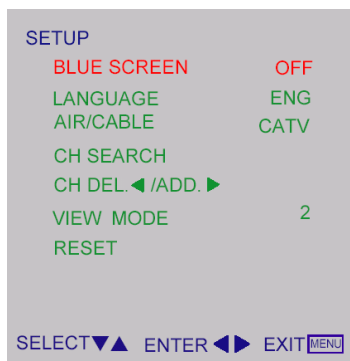 SETUP
BLUE SCREEN OFF
LANGUAGE ENG
AIR/CABLE CATV
CH SEARCH
CH DEL.◀ /ADD. ▶
VIEW MODE 2
RESET
SELECT▼▲ ENTER ◀▶ EXIT MENU